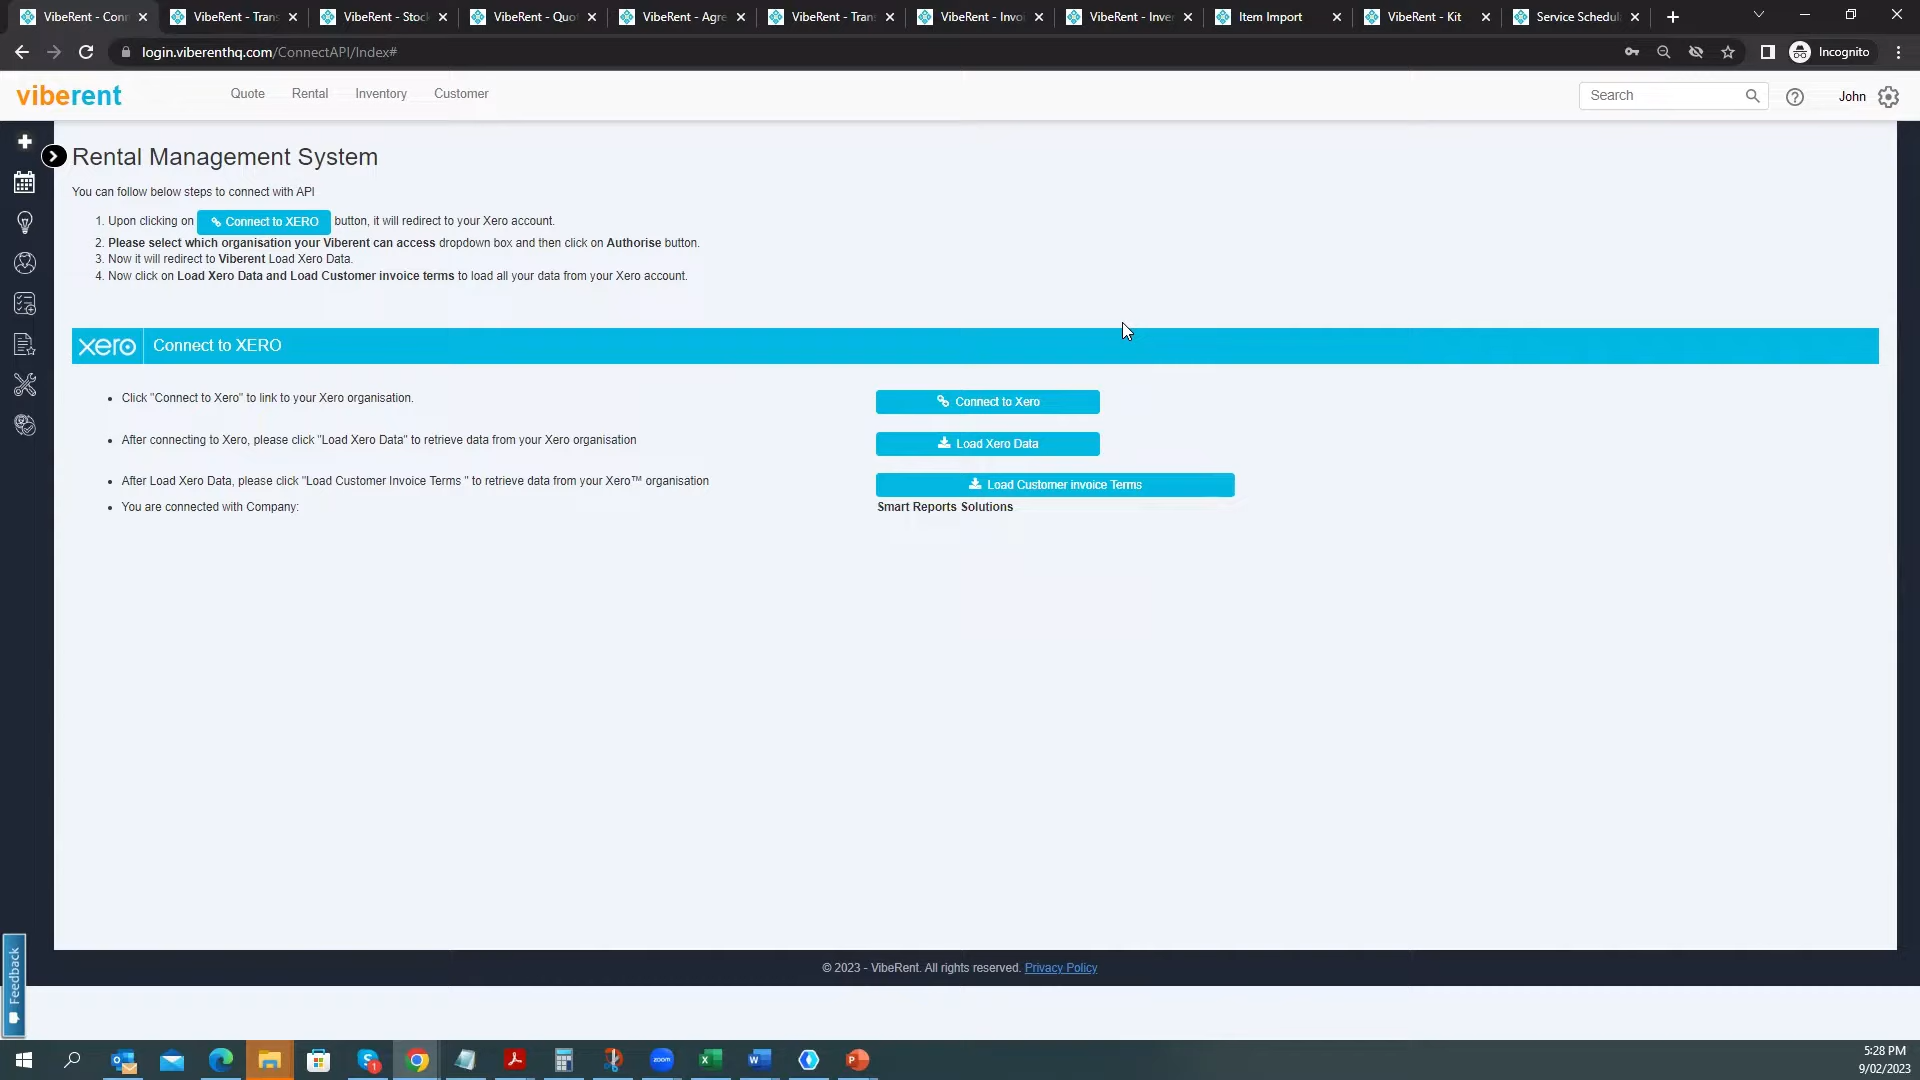 VibeRent - Con
VibeRent - Trans
VibeRent - Stock
VibeRent - Quo
VibeRent - Agre
VibeRent - Tran
VibeRent - Invoi
VibeRent - Inve
Item Import
VibeRent - Kit
Service Schedul
login.viberenthq.com/ConnectAPI/Index#
Incognito
viberent
Quote
Rental
Inventory
Customer
Search
John
Rental Management System
You can follow below steps to connect with API
1. Upon clicking on Connect to XERO button, it will redirect to your Xero account.
2. Please select which organisation your Viberent can access dropdown box and then click on Authorise button.
3. Now it will redirect to Viberent Load Xero Data.
4. Now click on Load Xero Data and Load Customer invoice terms to load all your data from your Xero account.
xero Connect to XERO
Click "Connect to Xero" to link to your Xero organisation.
Connect to Xero
After connecting to Xero, please click "Load Xero Data" to retrieve data from your Xero organisation
Load Xero Data
After Load Xero Data, please click "Load Customer Invoice Terms " to retrieve data from your Xero™ organisation
Load Customer invoice Terms
You are connected with Company:
Smart Reports Solutions
Feedback
© 2023 - VibeRent. All rights reserved. Privacy Policy
zoom
5:28 PM
9/02/2023